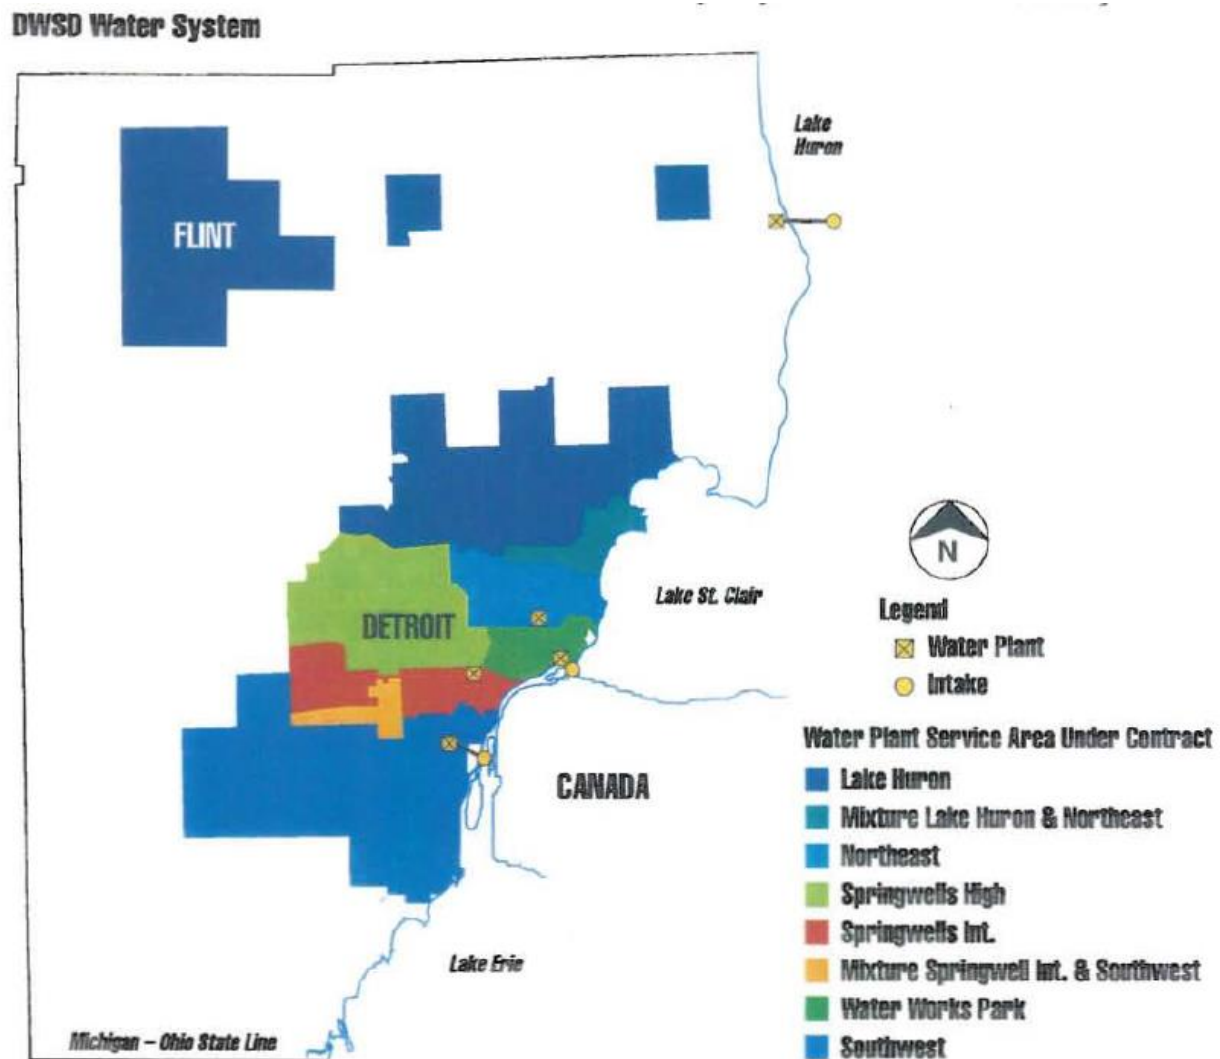 DWSD Water System
Lake
Huron
FLINT
Lake St. Clair
DETROIT
CANADA
Lake Erie
Michigan – Ohio State Line
N
Legend
Water Plant
Intake
Water Plant Service Area Under Contract
Lake Huron
Mixture Lake Huron & Northeast
Northeast
Springwells High
Springwells Int.
Mixture Springwell Int. & Southwest
Water Works Park
Southwest